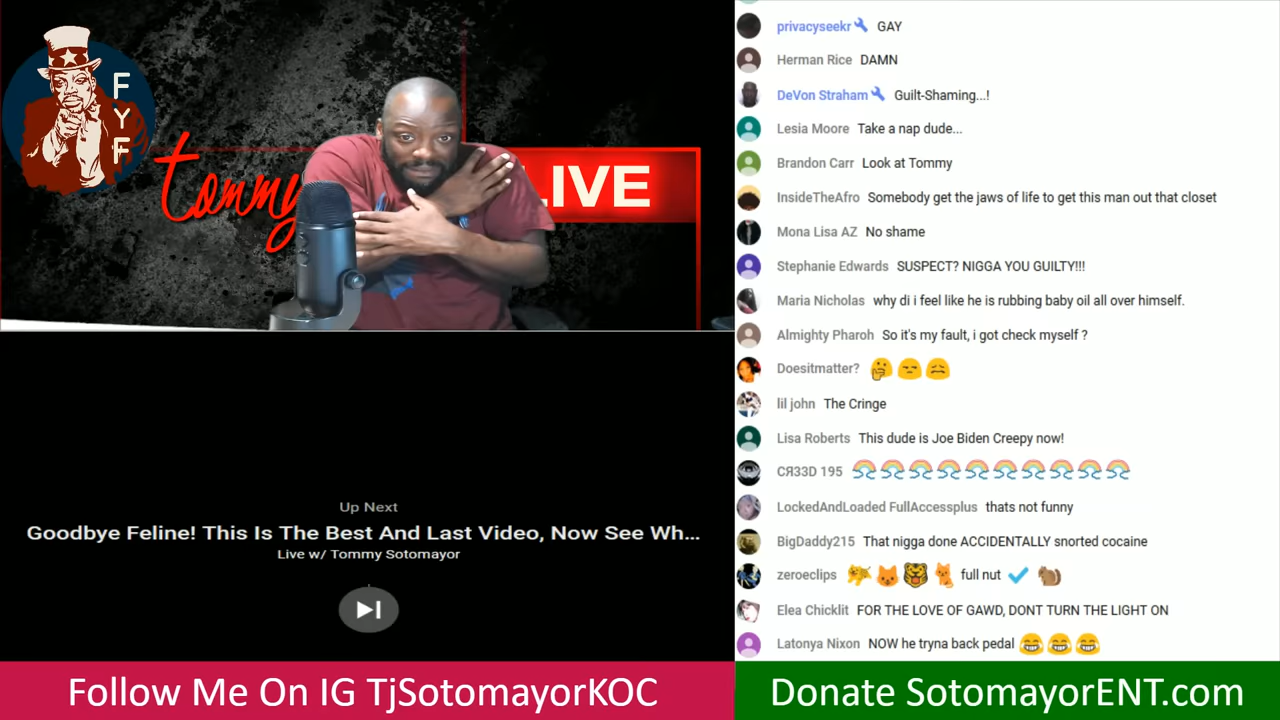 FYF
tommy
LIVE
Up Next
Goodbye Feline! This Is The Best And Last Video, Now See Wh...
Live w/ Tommy Sotomayor
Follow Me On IG TjSotomayorKOC
privacyseekr GAY
Herman Rice DAMN
DeVon Straham Guilt-Shaming...!
Lesia Moore Take a nap dude...
Brandon Carr Look at Tommy
InsideTheAfro Somebody get the jaws of life to get this man out that closet
Mona Lisa AZ No shame
Stephanie Edwards SUSPECT? NIGGA YOU GUILTY!!!
Maria Nicholas why di i feel like he is rubbing baby oil all over himself.
Almighty Pharoh So it's my fault, i got check myself ?
Doesitmatter? 🤔 😒 😖
lil john The Cringe
Lisa Roberts This dude is Joe Biden Creepy now!
CЯ33D 195
LockedAndLoaded FullAccessplus thats not funny
BigDaddy215 That nigga done ACCIDENTALLY snorted cocaine
zeroeclips full nut ✔
Elea Chicklit FOR THE LOVE OF GAWD, DONT TURN THE LIGHT ON
Latonya Nixon NOW he tryna back pedal 😂 😂 😂
Donate SotomayorENT.com